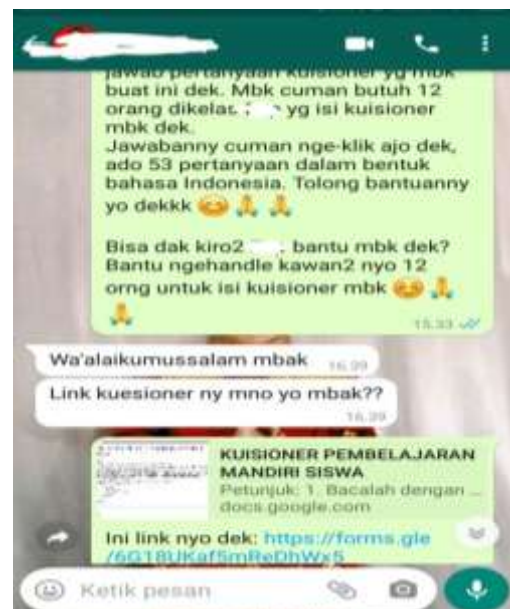 jawab pertanyaan kuisioner yg mbk
buat ini dek. Mbk cuman butuh 12
orang dikelas yg isi kuisioner
mbk dek.
Jawabanny cuman nge-klik ajo dek,
ado 53 pertanyaan dalam bentuk
bahasa Indonesia. Tolong bantuanny
yo dekkk 😊 🙏 🙏
Bisa dak kiro2 bantu mbk dek?
Bantu ngehandle kawan2 nyo 12
orng untuk isi kuisioner mbk 😊 🙏
🙏
15.33
Wa'alaikumussalam mbak 16.39
Link kuesioner ny mno yo mbak??
16.39
KUISIONER PEMBELAJARAN
MANDIRI SISWA
Petunjuk: 1. Bacalah dengan ...
docs.google.com
Ini link nyo dek: https://forms.gle
/6G18UKaf5mReDhWx5
Ketik pesan